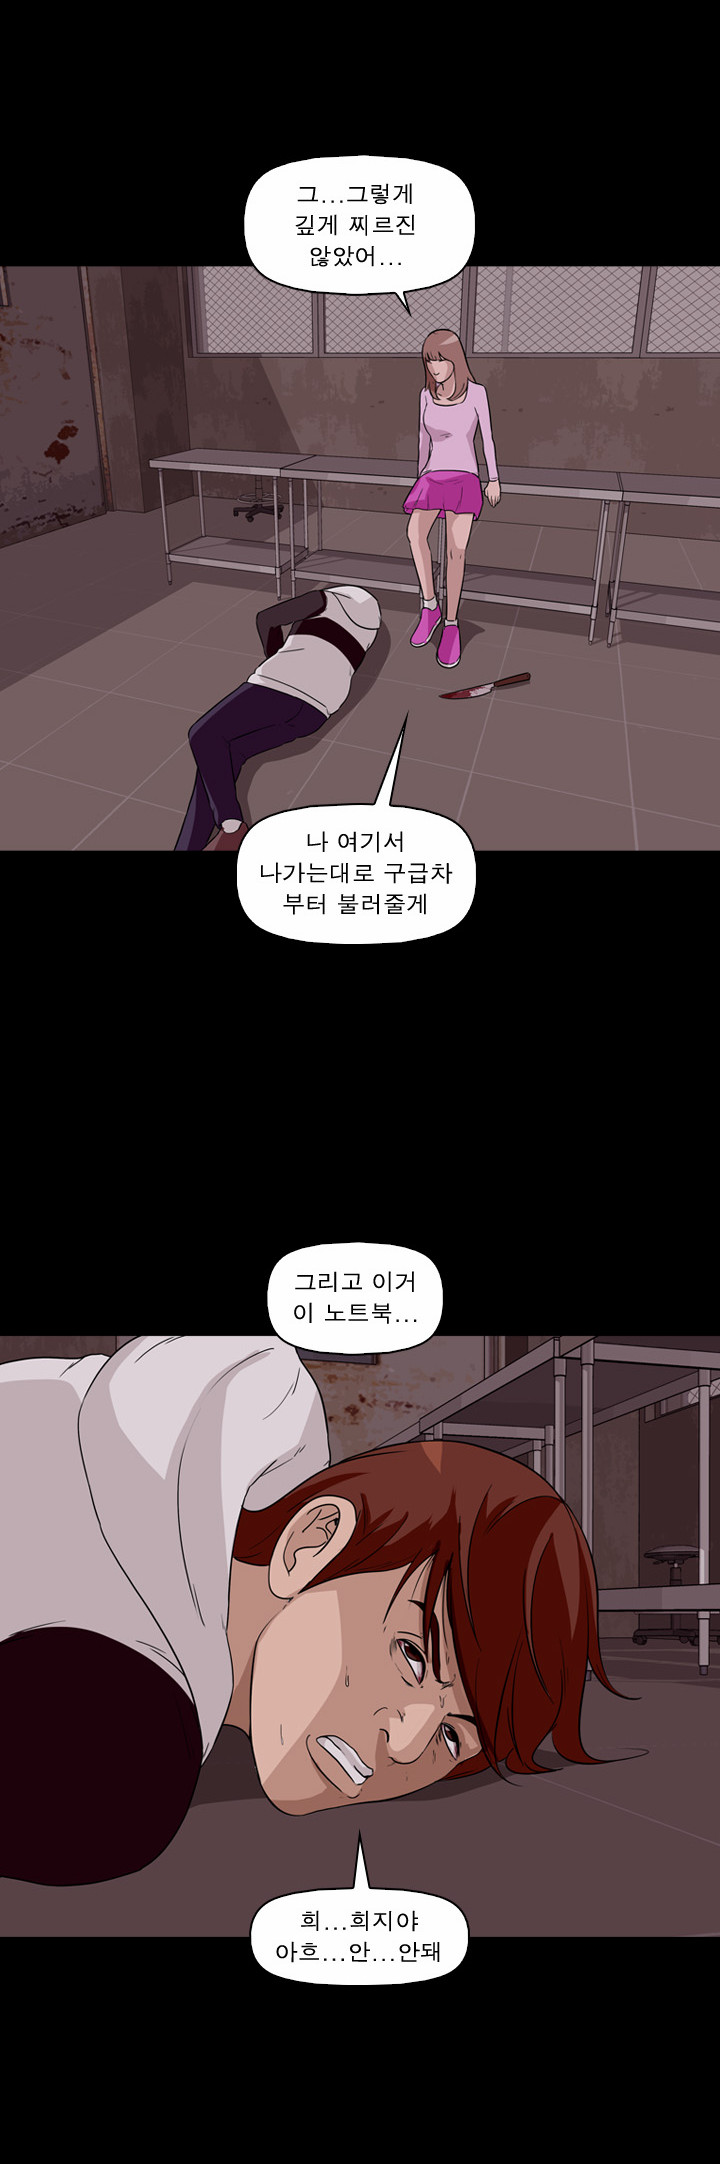 그...그렇게
깊게 찌르진
않았어...
나 여기서
나가는대로 구급차
부터 불러줄게
그리고 이거
이 노트북...
희...희지야
아흐...안...안돼